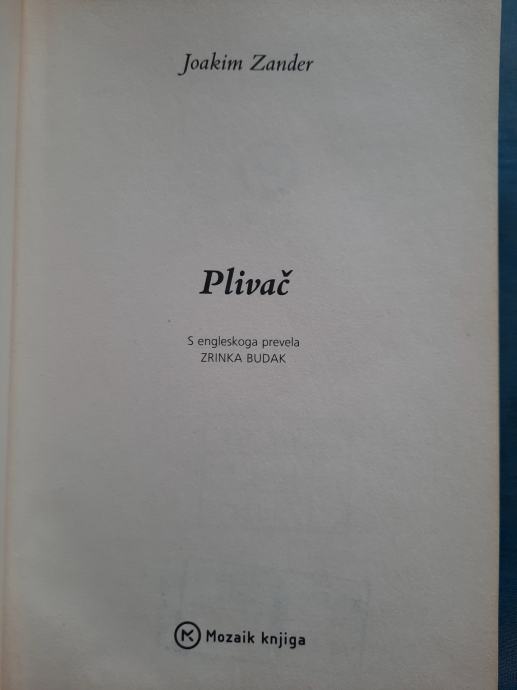 Joakim Zander
Plivač
S engleskoga prevela
ZRINKA BUDAK
Mozaik knjiga